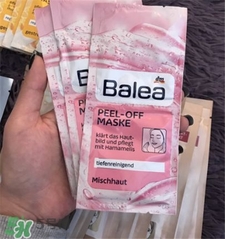 Balea
PEEL-OFF
MASKE
klärt das Haut-
bild und pflegt
mit Hamamelis
tiefenreinigend
Mischhaut